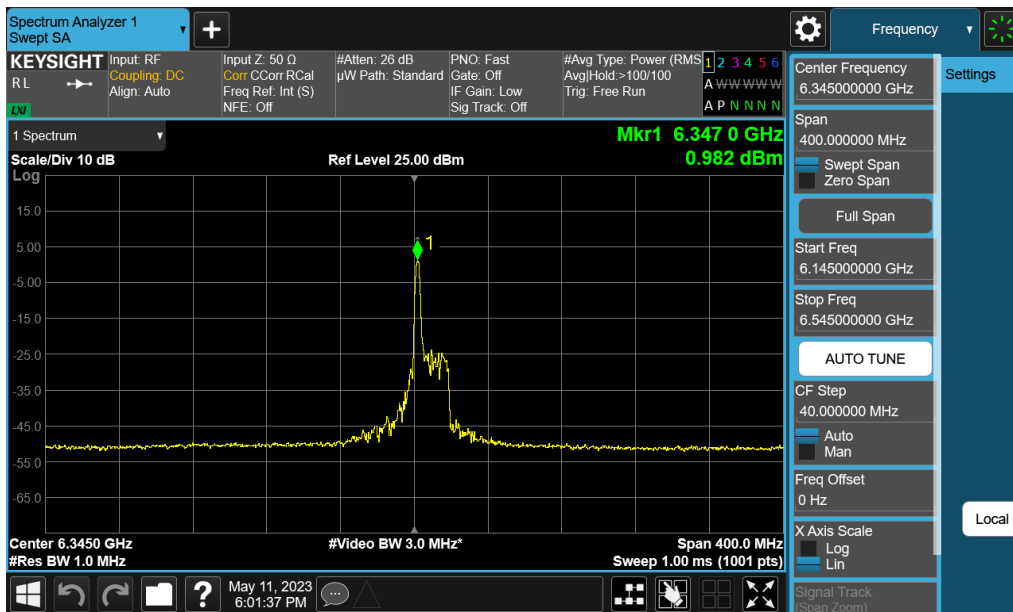 Spectrum Analyzer 1
Swept SA
+
Frequency
KEYSIGHT
R L
LXI
Input: RF
Coupling: DC
Align: Auto
Input Z: 50 Ω
Corr CCorr RCal
Freq Ref: Int (S)
NFE: Off
#Atten: 26 dB
µW Path: Standard
PNO: Fast
Gate: Off
IF Gain: Low
Sig Track: Off
#Avg Type: Power (RMS
Avg|Hold:>100/100
Trig: Free Run
1 2 3 4 5 6
A W W W W W
A P N N N N
1 Spectrum
Mkr1 6.347 0 GHz
0.982 dBm
Scale/Div 10 dB
Ref Level 25.00 dBm
Log
15.0
5.00
-5.00
-15.0
-25.0
-35.0
-45.0
-55.0
-65.0
1
Center 6.3450 GHz
#Video BW 3.0 MHz*
Span 400.0 MHz
#Res BW 1.0 MHz
Sweep 1.00 ms (1001 pts)
Center Frequency
6.345000000 GHz
Settings
Span
400.000000 MHz
Swept Span
Zero Span
Full Span
Start Freq
6.145000000 GHz
Stop Freq
6.545000000 GHz
AUTO TUNE
CF Step
40.000000 MHz
Auto
Man
Freq Offset
0 Hz
X Axis Scale
Log
Lin
Signal Track
(Span Zoom)
Local
?
May 11, 2023
6:01:37 PM